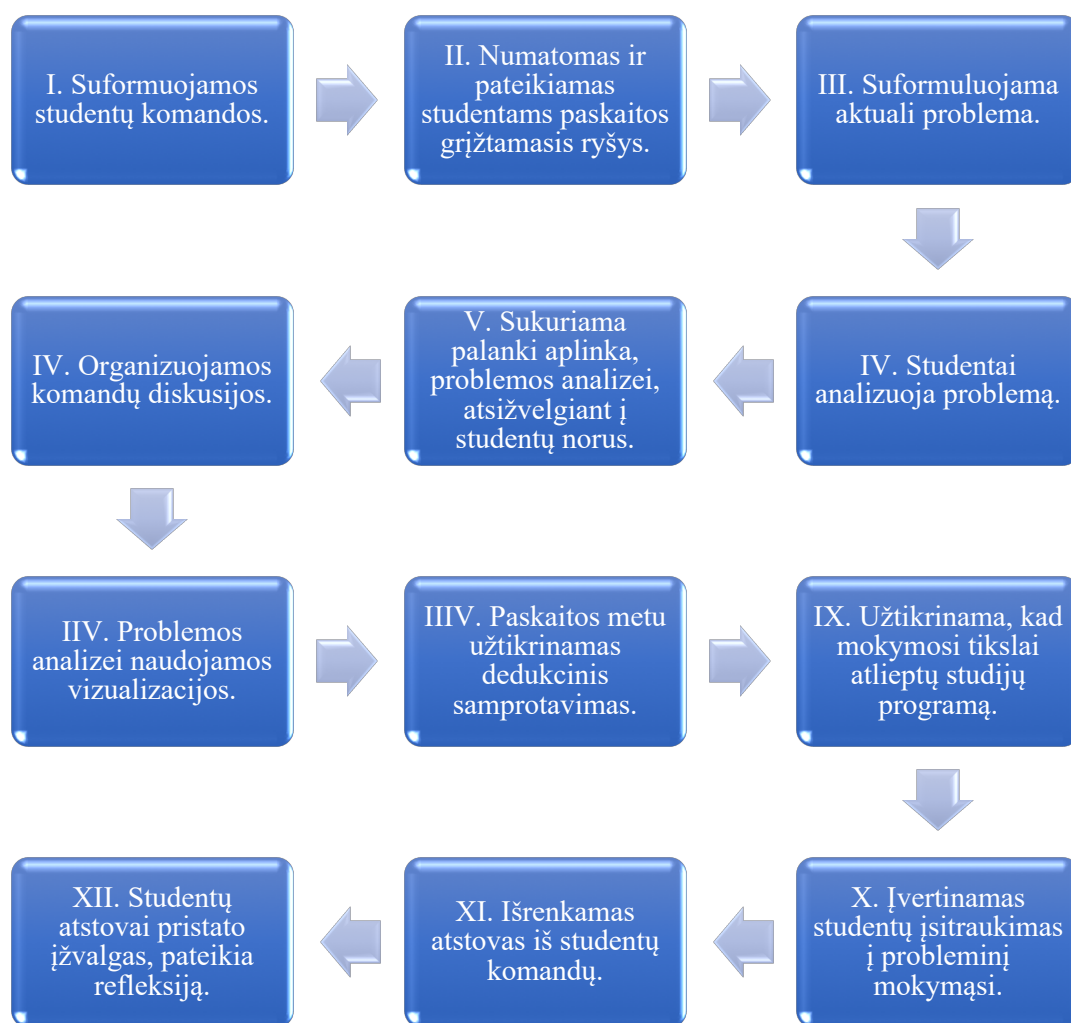 I. Suformuojamos
studentų komandos.
II. Numatomas ir
pateikiamas
studentams paskaitos
grįžtamasis ryšys.
III. Suformuluojama
aktuali problema.
IV. Studentai
analizuoja problemą.
V. Sukuriama
palanki aplinka,
problemos analizei,
atsižvelgiant į
studentų norus.
IV. Organizuojamos
komandų diskusijos.
IIV. Problemos
analizei naudojamos
vizualizacijos.
IIIV. Paskaitos metu
užtikrinamas
dedukcinis
samprotavimas.
IX. Užtikrinama, kad
mokymosi tikslai
atlieptų studijų
programą.
X. Įvertinamas
studentų įsitraukimas
į probleminį
mokymąsi.
XI. Išrenkamas
atstovas iš studentų
komandų.
XII. Studentų
atstovai pristato
įžvalgas, pateikia
refleksiją.